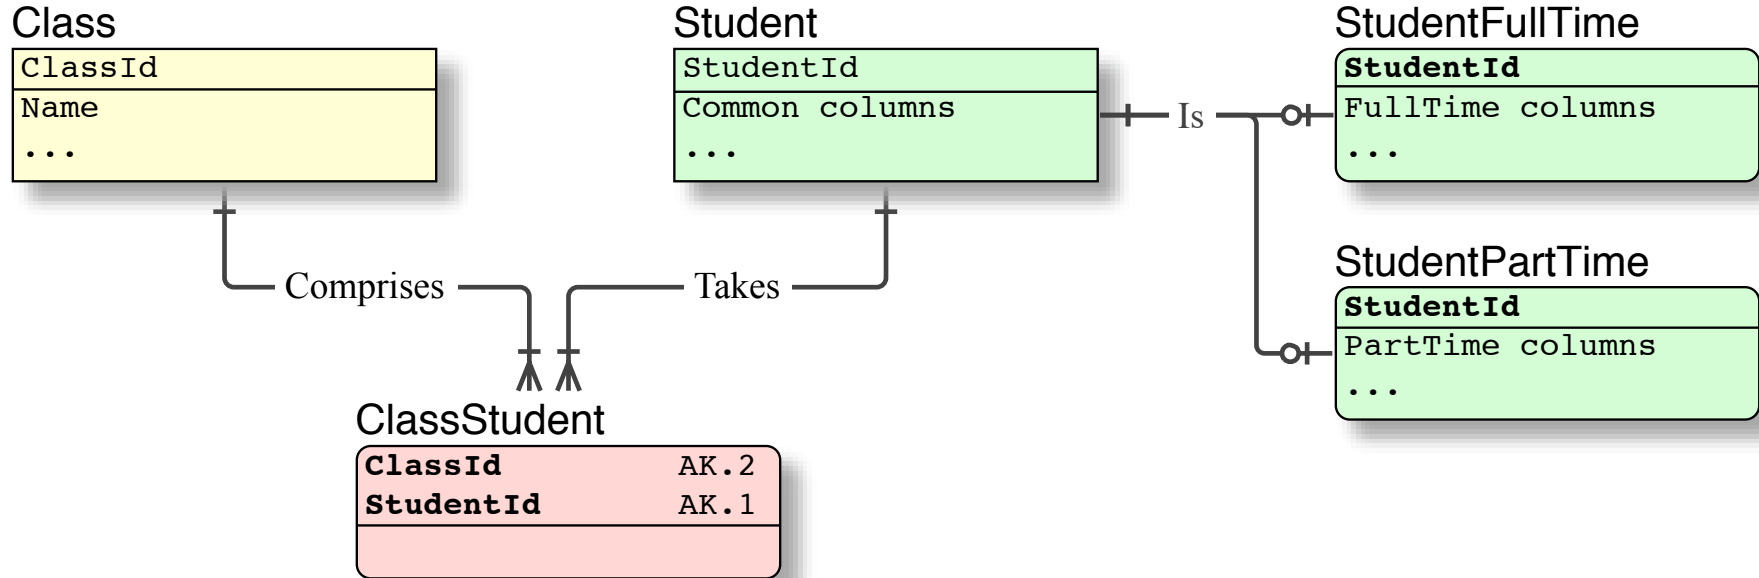 Class
ClassId
Name
...
Student
StudentId
Common columns
...
Is
StudentFullTime
StudentId
FullTime columns
...
StudentPartTime
StudentId
PartTime columns
...
Comprises
Takes
ClassStudent
ClassId AK.2
StudentId AK.1